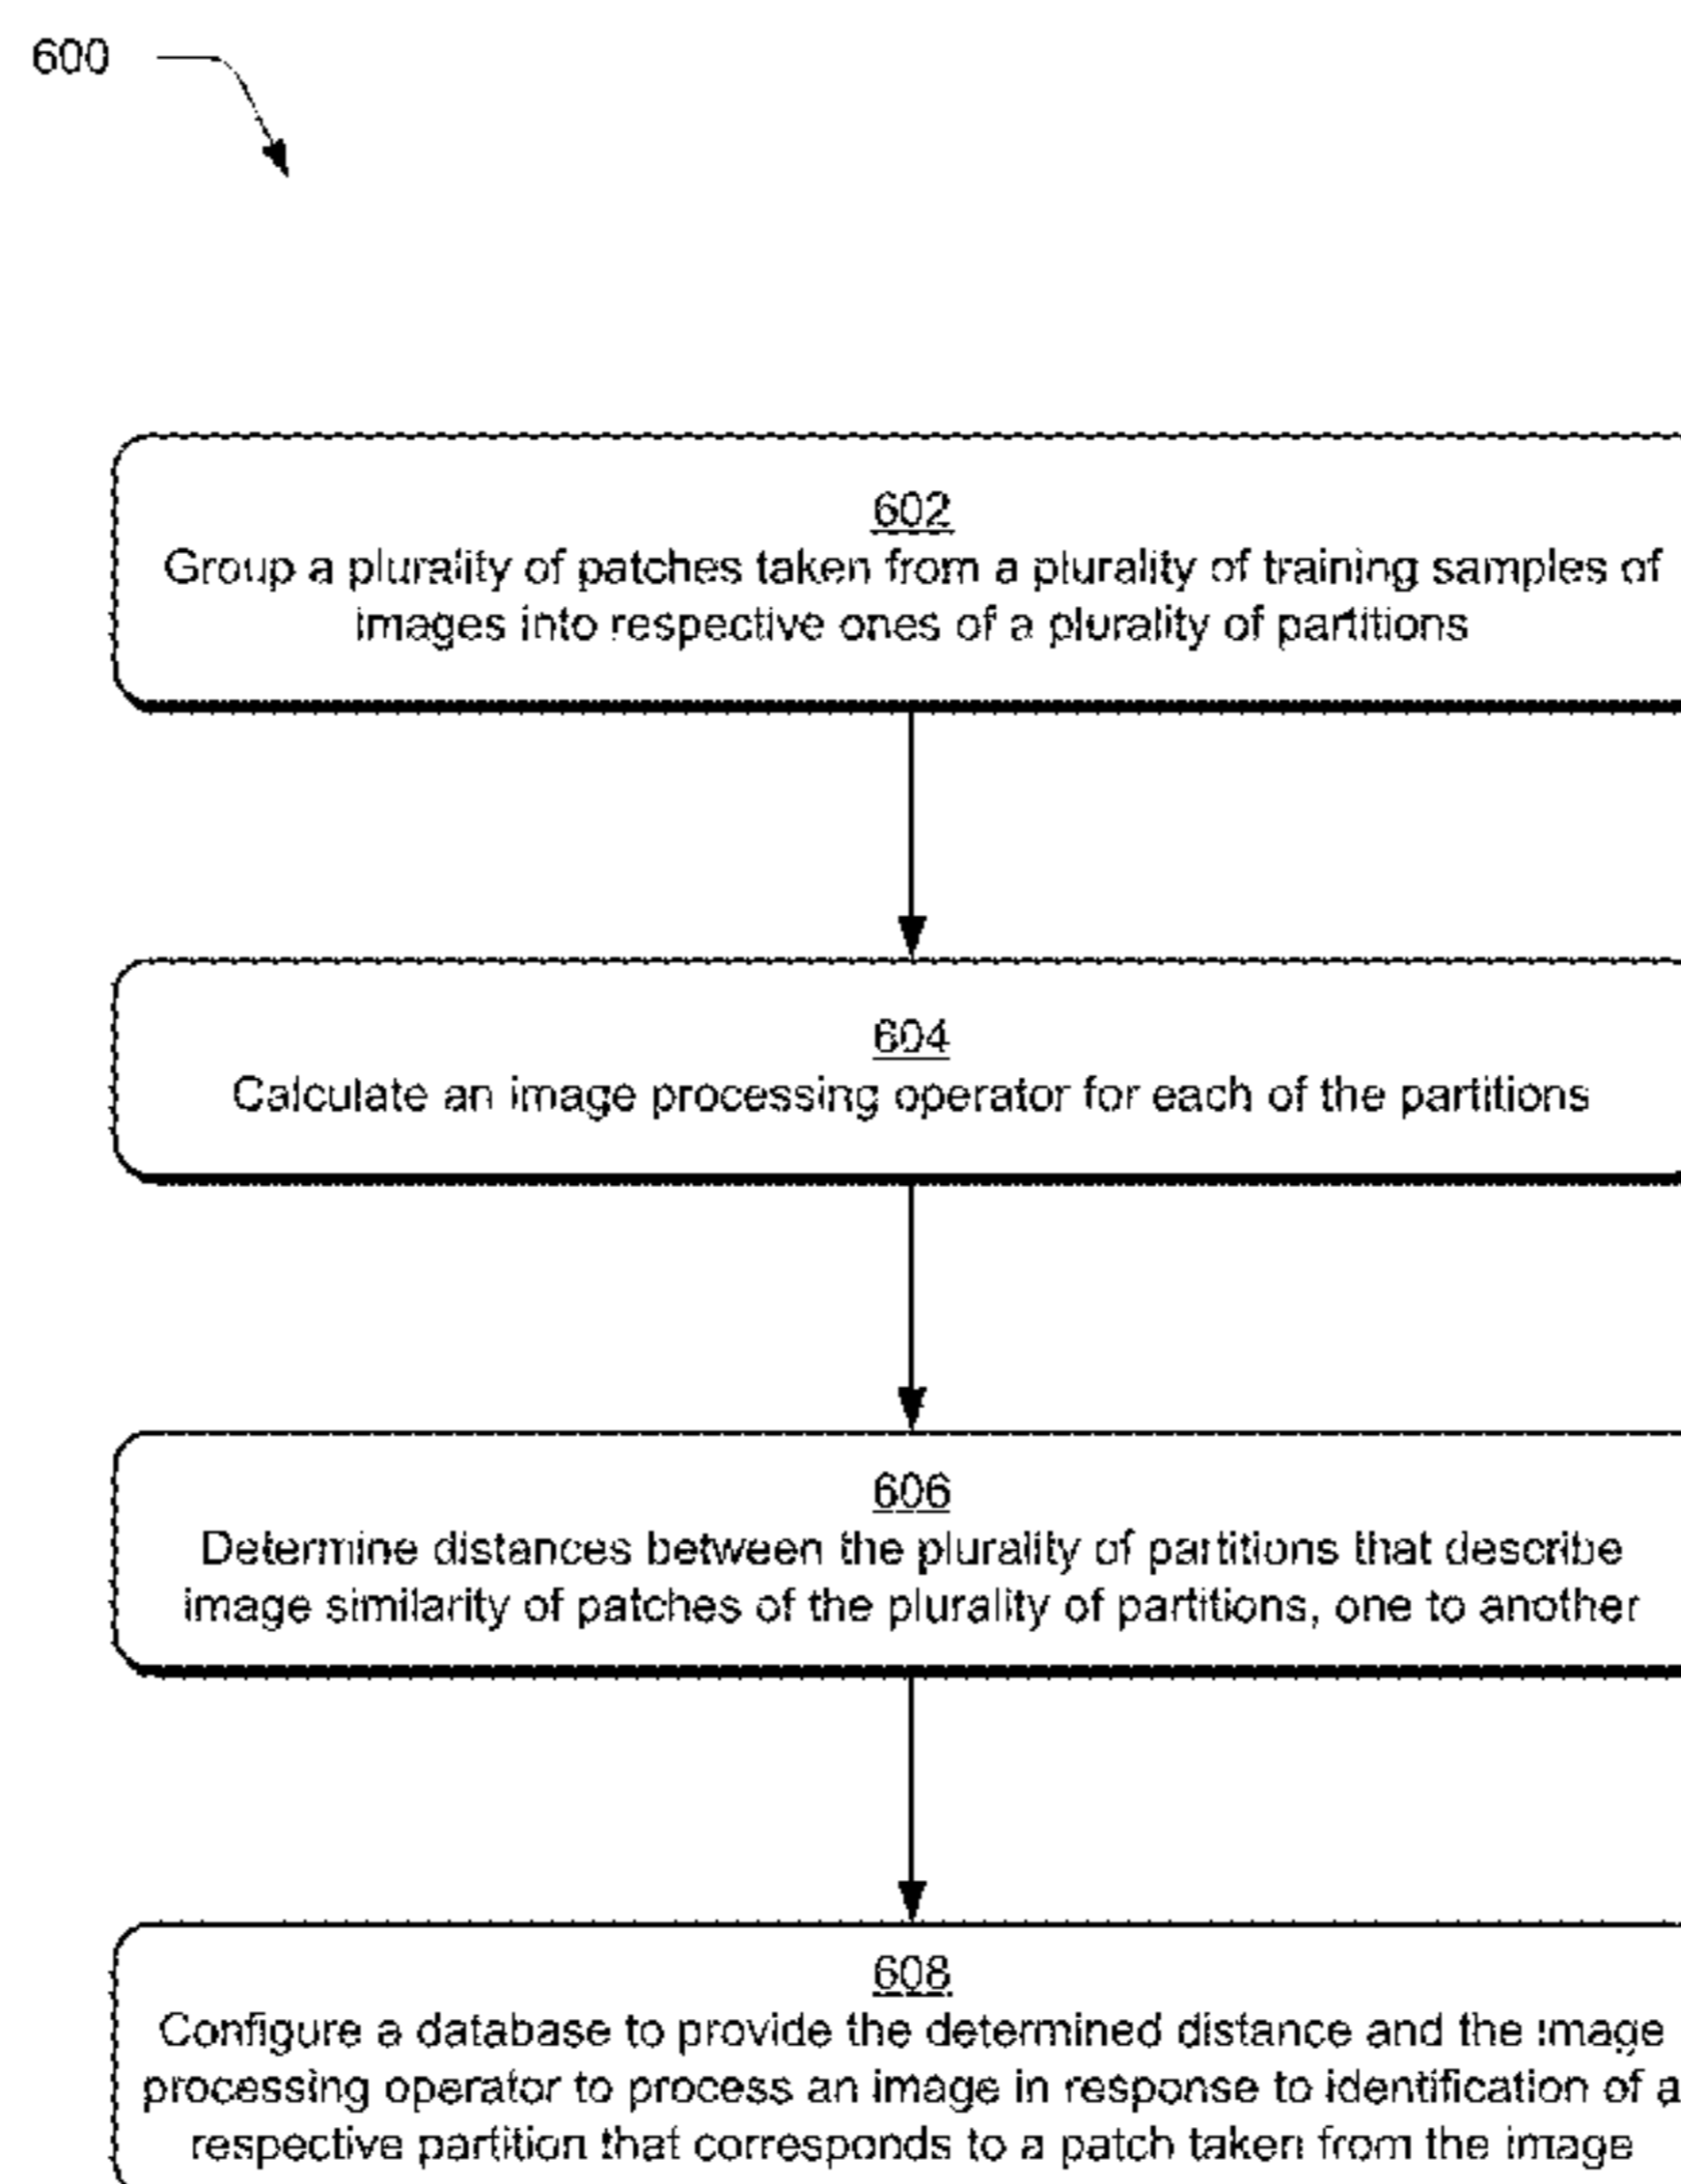 600
602
Group a plurality of patches taken from a plurality of training samples of
images into respective ones of a plurality of partitions
604
Calculate an image processing operator for each of the partitions
606
Determine distances between the plurality of partitions that describe
image similarity of patches of the plurality of partitions, one to another
608
Configure a database to provide the determined distance and the image
processing operator to process an image in response to identification of a
respective partition that corresponds to a patch taken from the image